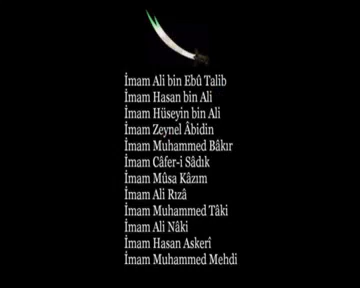 İmam Ali bin Ebû Talib
İmam Hasan bin Ali
İmam Hüseyin bin Ali
İmam Zeynel Âbidin
İmam Muhammed Bâkır
İmam Câfer-i Sâdık
İmam Mûsa Kâzım
İmam Ali Rızâ
İmam Muhammed Tâki
İmam Ali Nâki
İmam Hasan Askerî
İmam Muhammed Mehdi